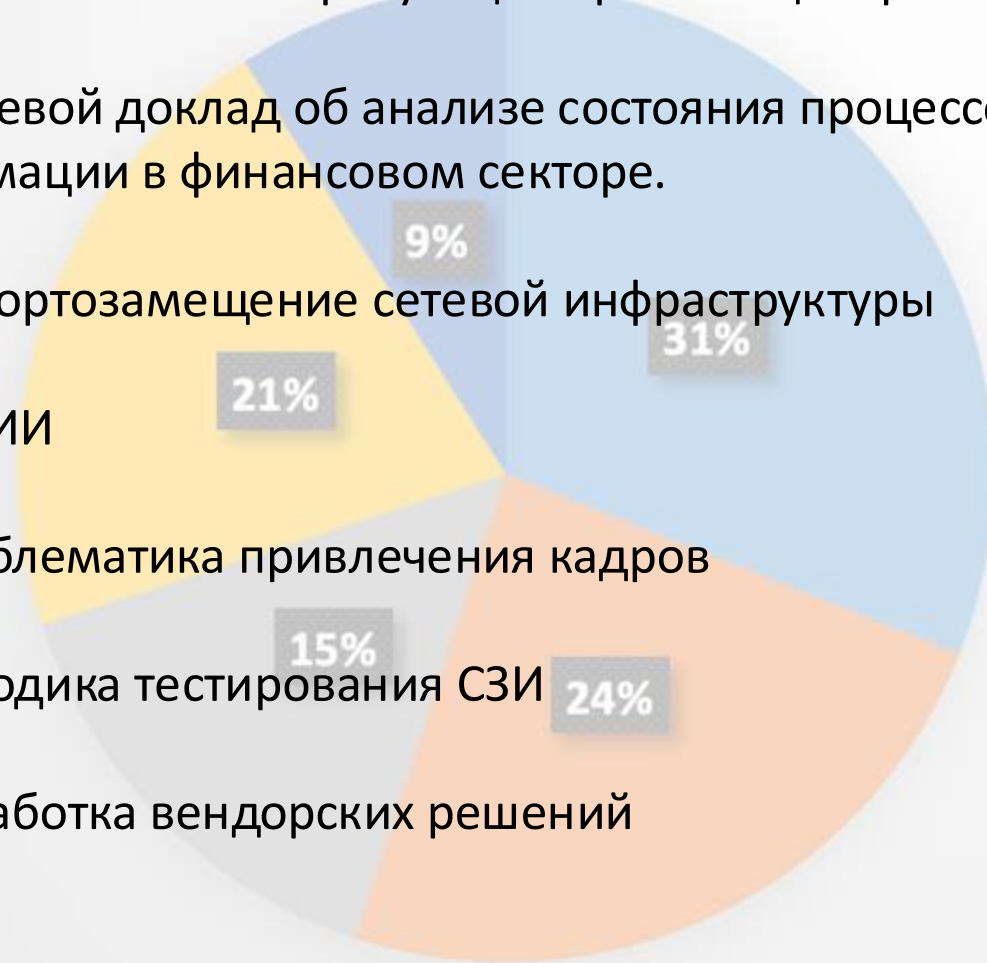 евой доклад об анализе состояния процессо
мации в финансовом секторе.
9%
ортозамещение сетевой инфраструктуры
31%
21%
ИИ
блематика привлечения кадров
15%
одика тестирования СЗИ
24%
аботка вендорских решений